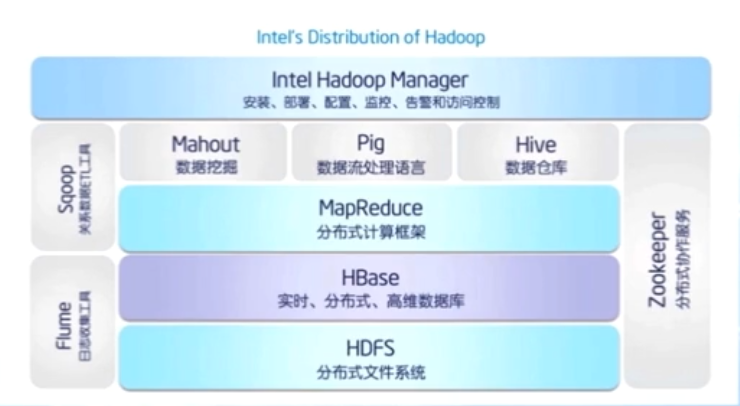 Intel's Distribution of Hadoop
Intel Hadoop Manager
安装、部署、配置、监控、告警和访问控制
Sqoop
关系数据ETL工具
Mahout
数据挖掘
Pig
数据流处理语言
Hive
数据仓库
MapReduce
分布式计算框架
Zookeeper
分布式协作服务
Flume
日志收集工具
HBase
实时、分布式、高维数据库
HDFS
分布式文件系统